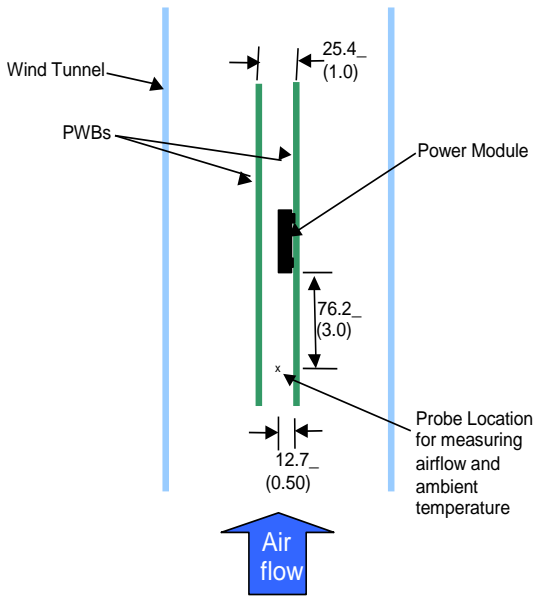 25.4_
(1.0)
Wind Tunnel
PWBs
Power Module
76.2_
(3.0)
x
Probe Location
for measuring
airflow and
ambient
temperature
12.7_
(0.50)
Air
flow